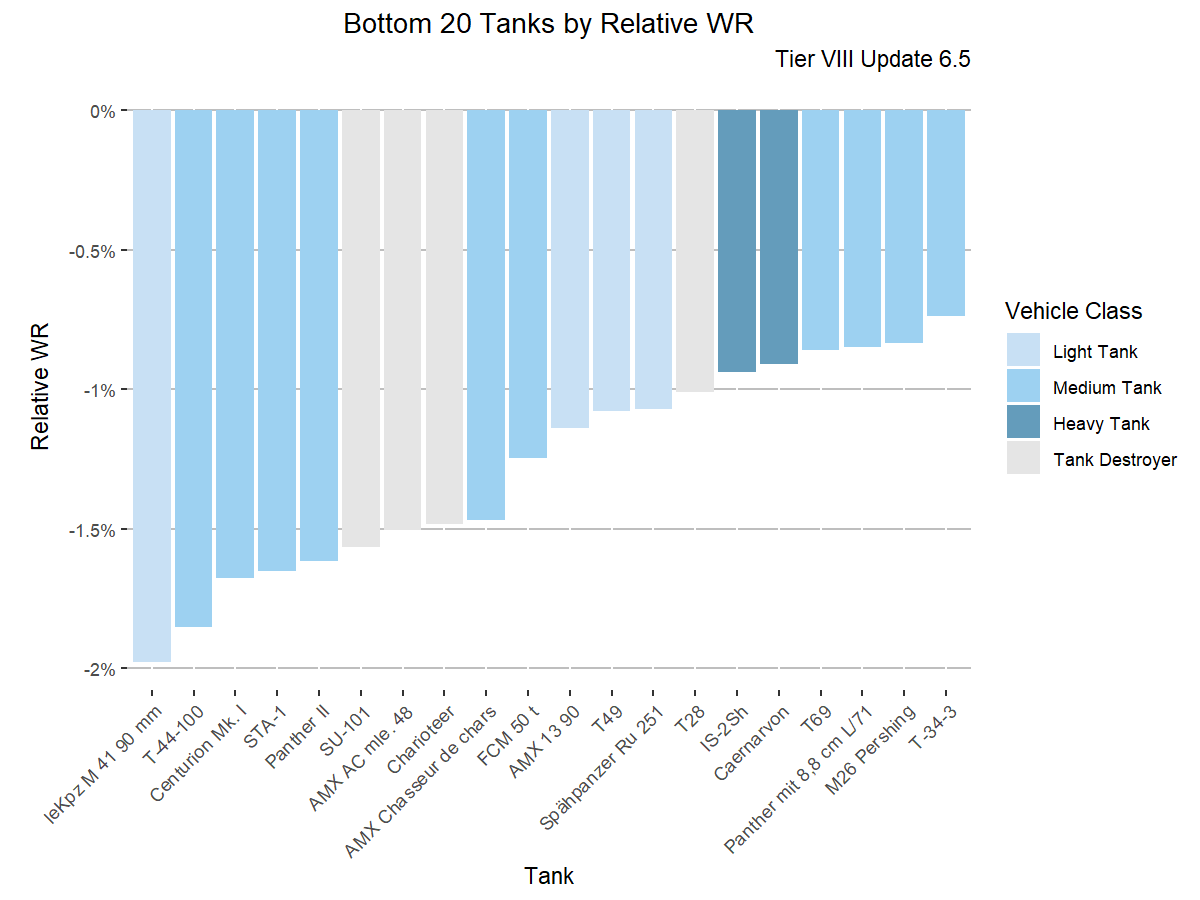 Bottom 20 Tanks by Relative WR
Tier VIII Update 6.5
0%
-0.5%
-1%
-1.5%
-2%
Relative WR
leKpz M 41 90 mm
T-44-100
Centurion Mk. I
STA-1
Panther II
SU-101
AMX AC mle. 48
Charioteer
AMX Chasseur de chars
FCM 50 t
AMX 13 90
T49
Spähpanzer Ru 251
T28
IS-2Sh
Caernarvon
T69
Panther mit 8,8 cm L/71
M26 Pershing
T-34-3
Tank
Vehicle Class
Light Tank
Medium Tank
Heavy Tank
Tank Destroyer